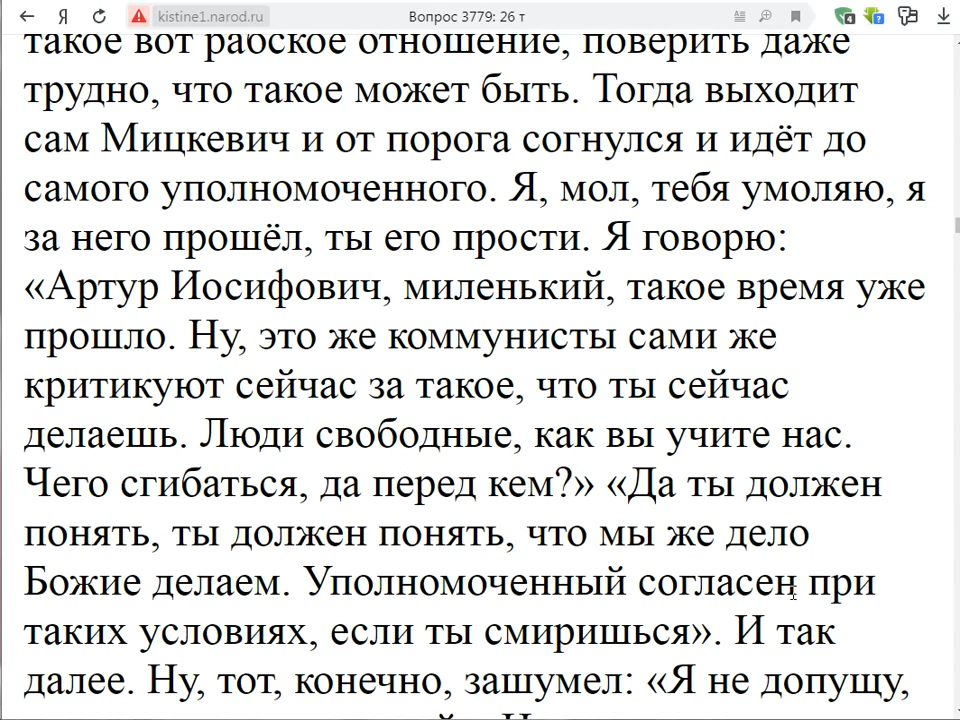 Я
kistine1.narod.ru
Вопрос 3779: 26 т
4
?
такое вот рабское отношение, поверить даже
трудно, что такое может быть. Тогда выходит
сам Мицкевич и от порога согнулся и идёт до
самого уполномоченного. Я, мол, тебя умоляю, я
за него прошёл, ты его прости. Я говорю:
«Артур Иосифович, миленький, такое время уже
прошло. Ну, это же коммунисты сами же
критикуют сейчас за такое, что ты сейчас
делаешь. Люди свободные, как вы учите нас.
Чего сгибаться, да перед кем?» «Да ты должен
понять, ты должен понять, что мы же дело
Божие делаем. Уполномоченный согласен при
таких условиях, если ты смиришься». И так
далее. Ну, тот, конечно, зашумел: «Я не допущу,